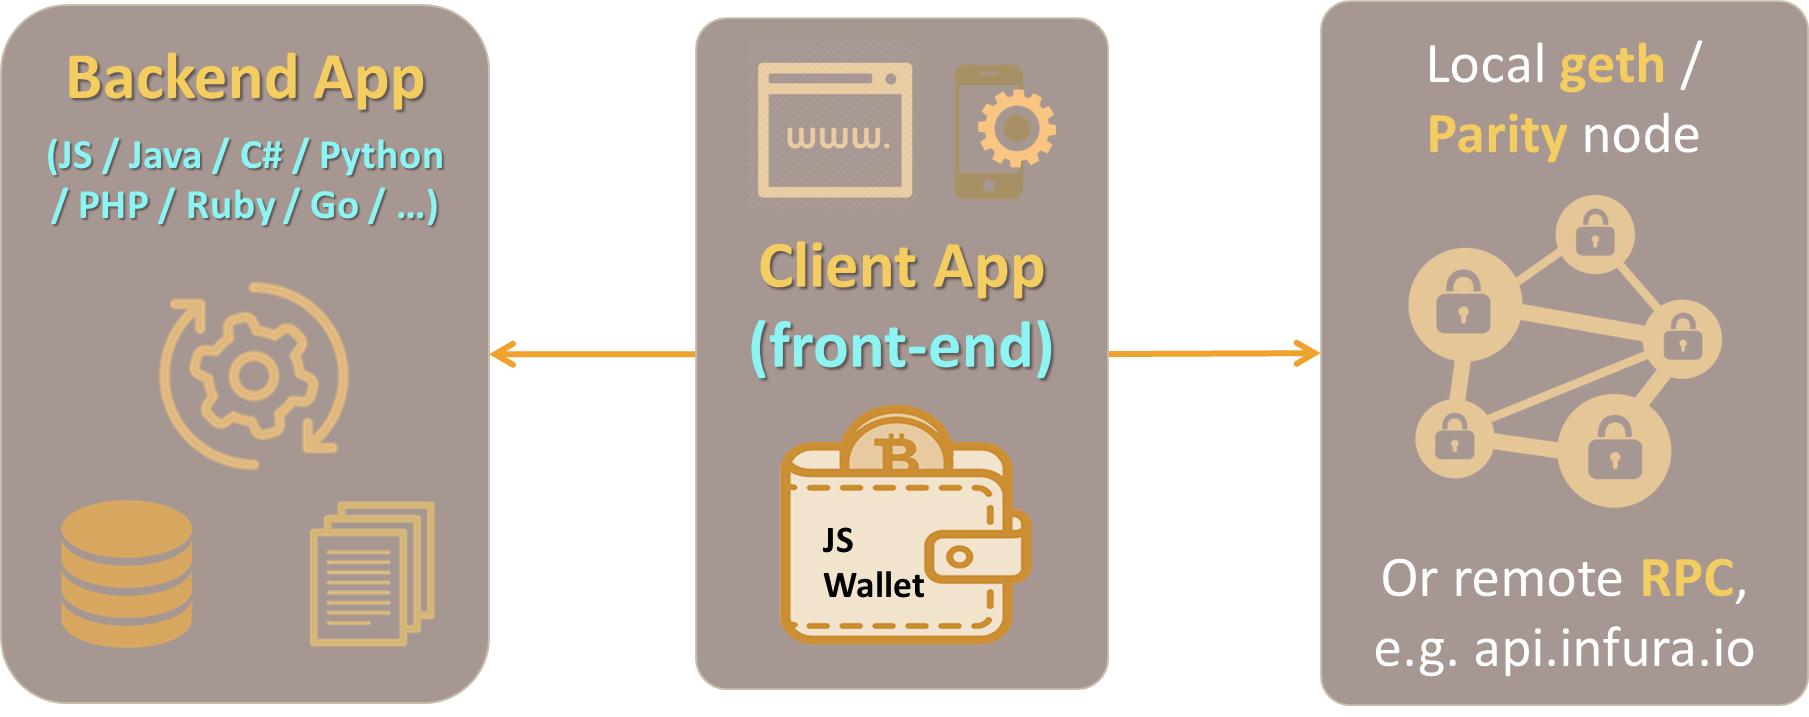 Backend App
(JS / Java / C# / Python
/ PHP / Ruby / Go / ...)
www.
Client App
(front-end)
B
JS
Wallet
Local geth /
Parity node
Or remote RPC,
e.g. api.infura.io